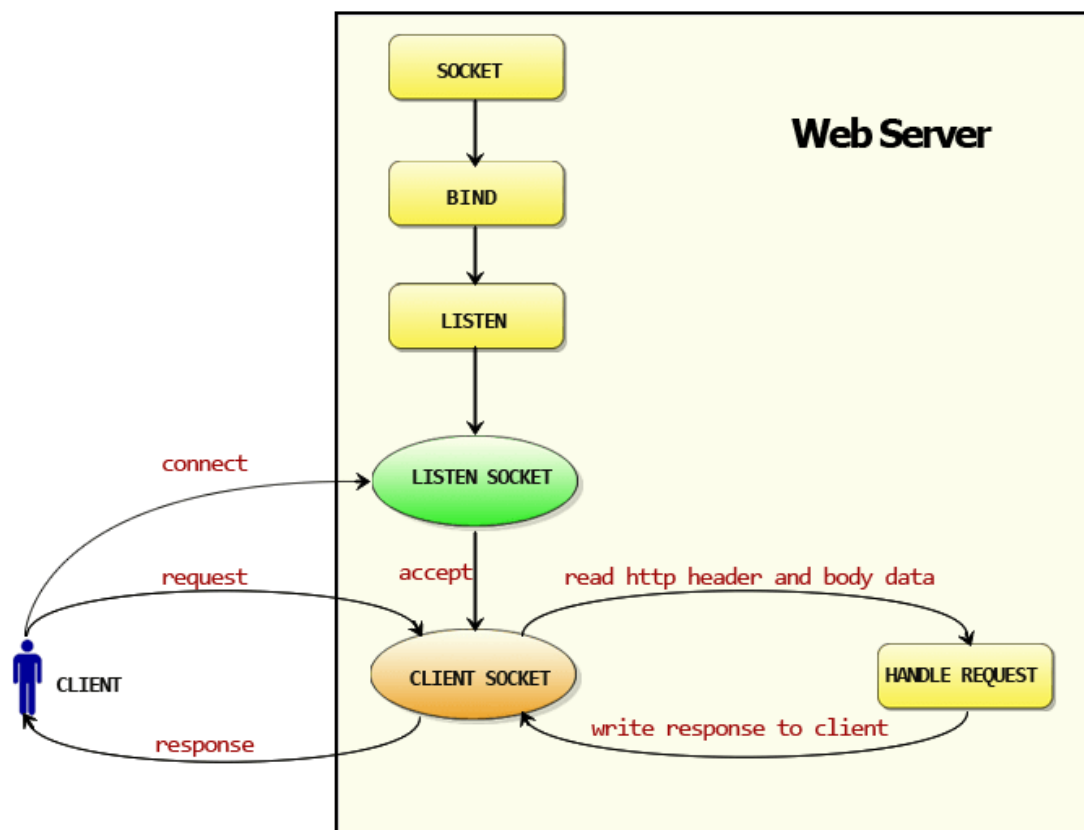 SOCKET
Web Server
BIND
LISTEN
connect
LISTEN SOCKET
request
accept
read http header and body data
CLIENT
CLIENT SOCKET
HANDLE REQUEST
response
write response to client